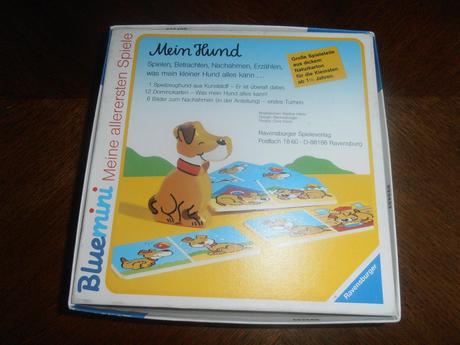 Mein Hund
Spielen, Betrachten, Nachahmen, Erzählen,
was mein kleiner Hund alles kann....
1 Spielzeughund aus Kunststoff – Er ist überall dabei
12 Dominokarten – Was mein Hund alles kann!
6 Bilder zum Nachahmen (in der Anleitung) – erstes Turnen
Große Spielteile
aus dickem
Naturkarton
für die Kleinsten
ab 1½ Jahren.
Ravensburger Spieleverlag
Postfach 18 60 · D-88188 Ravensburg
Bluemini Meine allerersten Spiele
Ravensburger